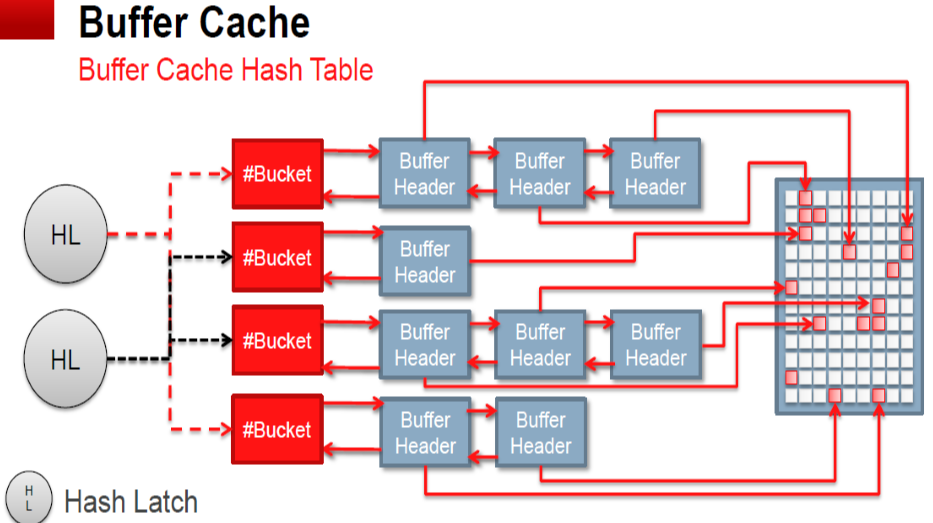 Buffer Cache
Buffer Cache Hash Table
HL
HL
#Bucket
Buffer
Header
Buffer
Header
Buffer
Header
#Bucket
Buffer
Header
#Bucket
Buffer
Header
Buffer
Header
Buffer
Header
#Bucket
Buffer
Header
Buffer
Header
H
L
Hash Latch